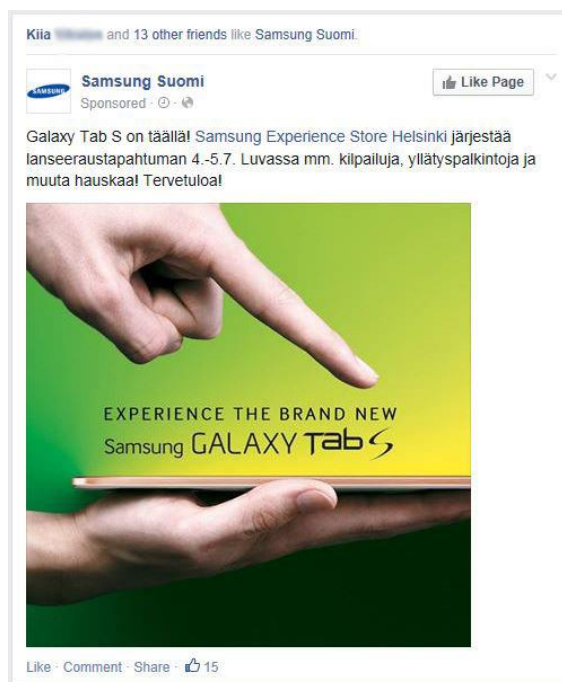 Kiia and 13 other friends like Samsung Suomi.
SAMSUNG
Samsung Suomi
Sponsored ·
Like Page
Galaxy Tab S on täällä! Samsung Experience Store Helsinki järjestää
lanseeraustapahtuman 4.-5.7. Luvassa mm. kilpailuja, yllätyspalkintoja ja
muuta hauskaa! Tervetuloa!
EXPERIENCE THE BRAND NEW
Samsung GALAXY Tab S
Like · Comment · Share · 15